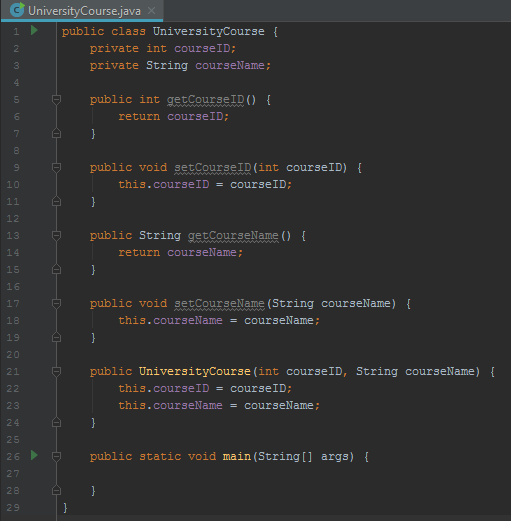 UniversityCourse.java
1 public class UniversityCourse {
2 private int courseID;
3 private String courseName;
4
5 public int getCourseID() {
6 return courseID;
7 }
8
9 public void setCourseID(int courseID) {
10 this.courseID = courseID;
11 }
12
13 public String getCourseName() {
14 return courseName;
15 }
16
17 public void setCourseName(String courseName) {
18 this.courseName = courseName;
19 }
20
21 public UniversityCourse(int courseID, String courseName) {
22 this.courseID = courseID;
23 this.courseName = courseName;
24 }
25
26 public static void main(String[] args) {
27
28 }
29 }